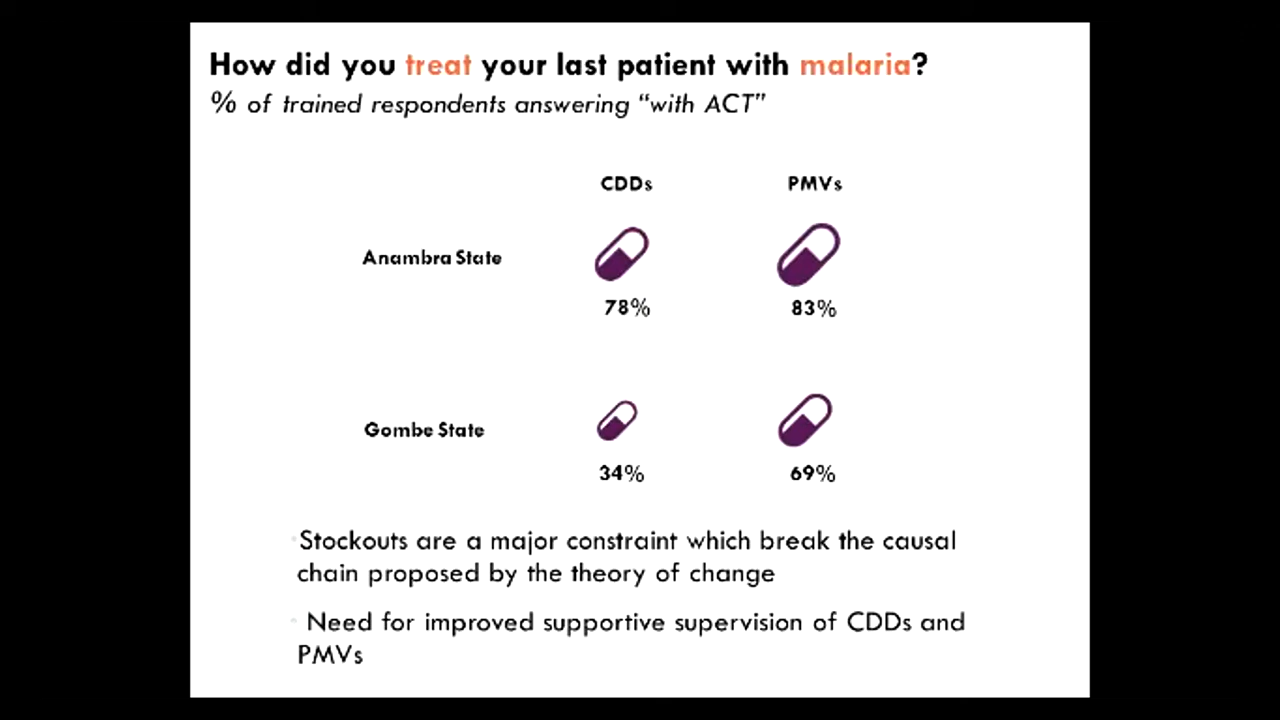 How did you treat your last patient with malaria?
% of trained respondents answering “with ACT”
CDDs PMVs
Anambra State
78% 83%
Gombe State
34% 69%
Stockouts are a major constraint which break the causal
chain proposed by the theory of change
Need for improved supportive supervision of CDDs and
PMVs